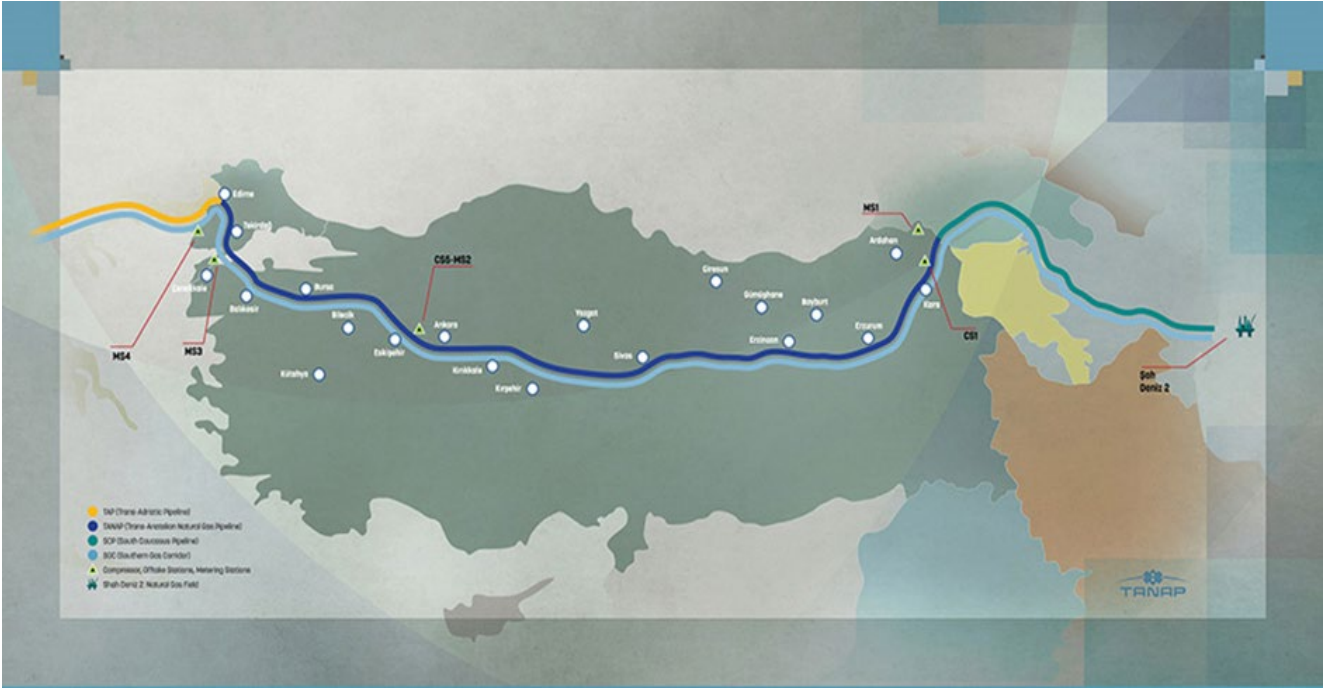 Edirne
Tekirdağ
MS1
Ardahan
CS5-MS2
Çanakkale
Bursa
Balıkesir
Giresun
Gümüşhane
Bayburt
Kars
Bilecik
Ankara
Yozgat
Eskişehir
Erzincan
Erzurum
CS1
MS4
MS3
Sivas
Kırıkkale
Kütahya
Kırşehir
Şah
Deniz 2
TAP (Trans-Adriatic Pipeline)
TANAP (Trans-Anatolian Natural Gas Pipeline)
SCP (South Caucasus Pipeline)
SGC (Southern Gas Corridor)
Compressor, Offtake Stations, Metering Stations
Shah Deniz 2 Natural Gas Field
TANAP